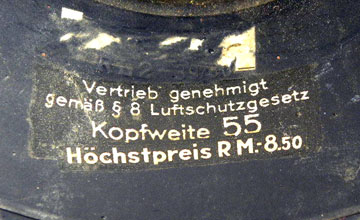 Vertrieb genehmigt
gemäß § 8 Luftschutzgesetz
Kopfweite 55
Höchstpreis RM.-8.50